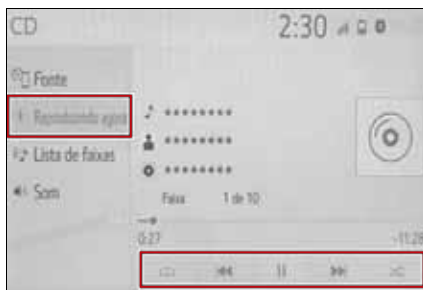 CD
2:30
Fonte
Reproduzindo agora
Lista de faixas
Som
********
********
********
Faixa 1 de 10
0:27
-11:28